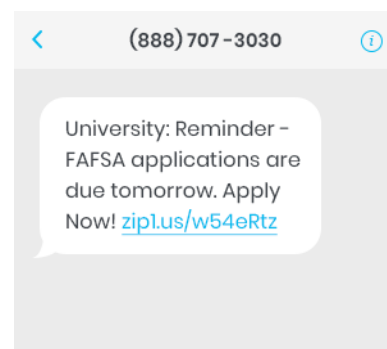 (888) 707-3030
University: Reminder -
FAFSA applications are
due tomorrow. Apply
Now! zip1.us/w54eRtz